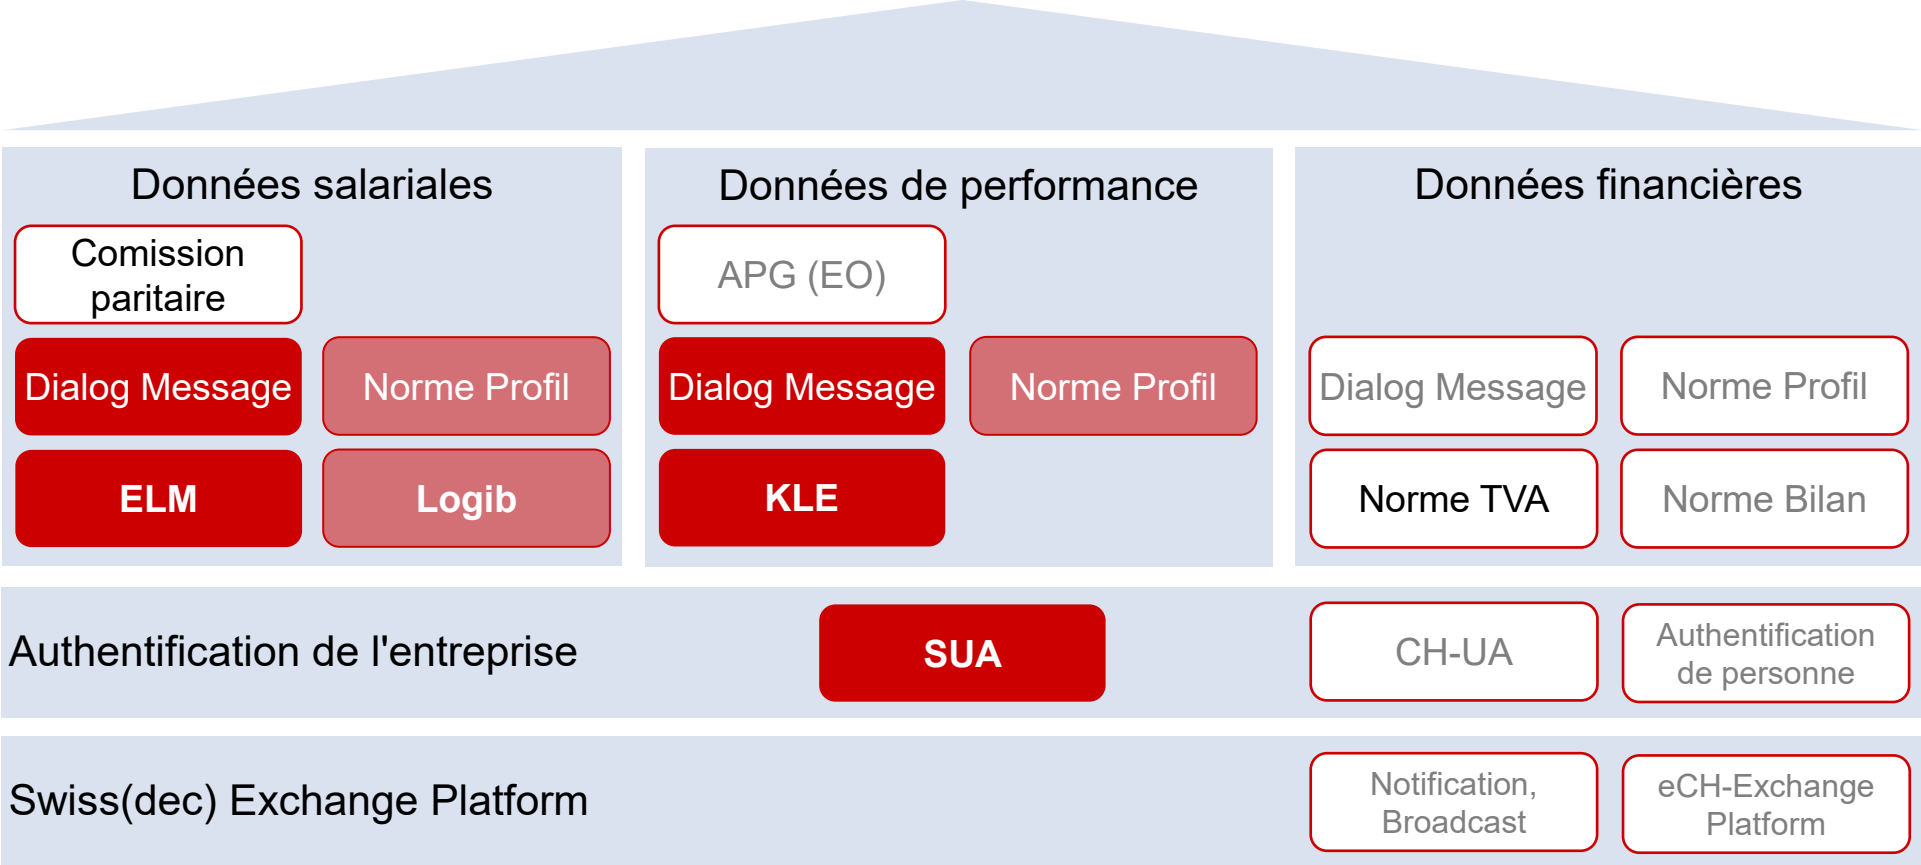 Données salariales
Comission
paritaire
Dialog Message
Norme Profil
ELM
Logib
Données de performance
APG (EO)
Dialog Message
Norme Profil
KLE
Données financières
Dialog Message
Norme Profil
Norme TVA
Norme Bilan
Authentification de l'entreprise
SUA
CH-UA
Authentification
de personne
Swiss(dec) Exchange Platform
Notification,
Broadcast
eCH-Exchange
Platform